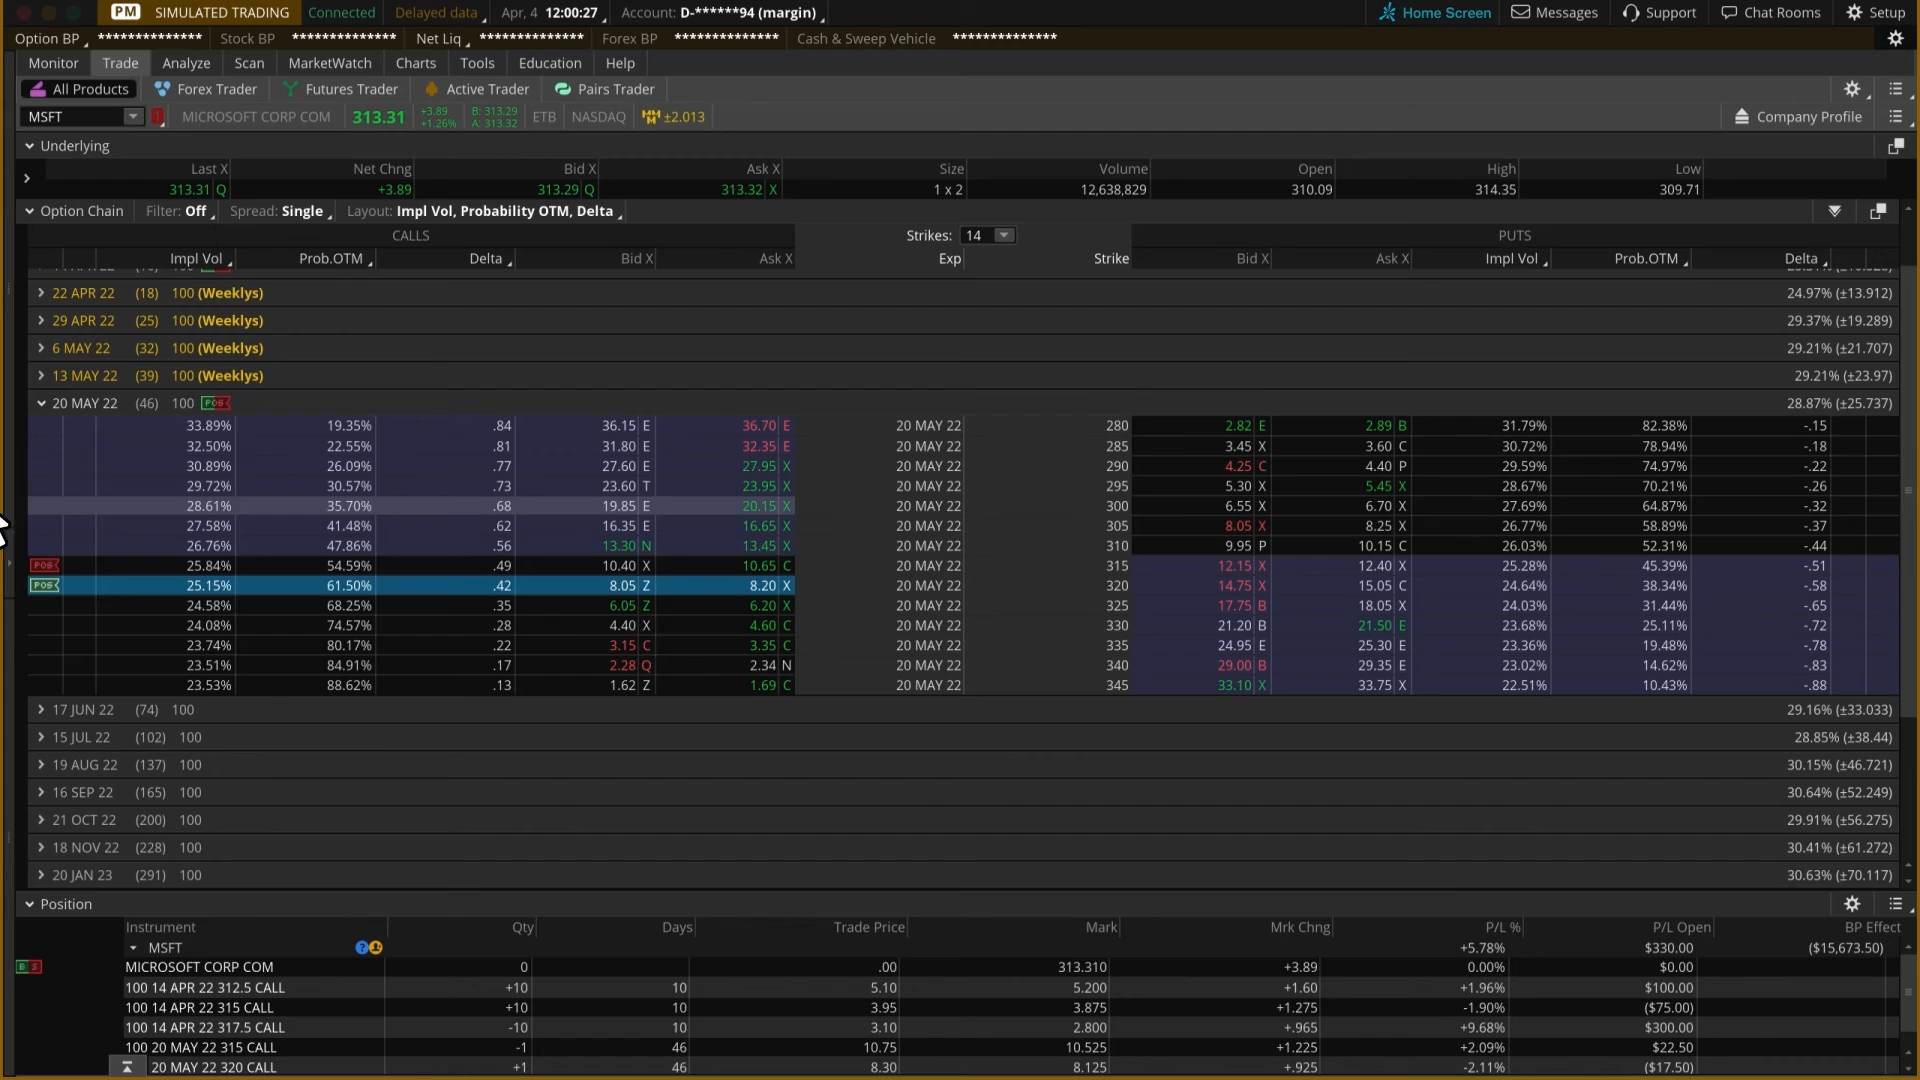 PM SIMULATED TRADING Connected Delayed data Apr, 4 12:00:27 Account: D-******94 (margin) Home Screen Messages Support Chat Rooms Setup
Option BP ************** Stock BP ************** Net Liq ************** Forex BP ************** Cash & Sweep Vehicle **************
Monitor Trade Analyze Scan MarketWatch Charts Tools Education Help
All Products Forex Trader Futures Trader Active Trader Pairs Trader
MSFT MICROSOFT CORP COM 313.31 +3.89 +1.26% B: 313.29 A: 313.32 ETB NASDAQ ±2.013 Company Profile
Underlying
Last X Net Chng Bid X Ask X Size Volume Open High Low
313.31 Q +3.89 313.29 Q 313.32 X 1 x 2 12,638,829 310.09 314.35 309.71
Option Chain Filter: Off Spread: Single Layout: Impl Vol, Probability OTM, Delta
CALLS Strikes: 14 PUTS
Impl Vol Prob.OTM Delta Bid X Ask X Exp Strike Bid X Ask X Impl Vol Prob.OTM Delta
22 APR 22 (18) 100 (Weeklys) 24.97% (±13.912)
29 APR 22 (25) 100 (Weeklys) 29.37% (±19.289)
6 MAY 22 (32) 100 (Weeklys) 29.21% (±21.707)
13 MAY 22 (39) 100 (Weeklys) 29.21% (±23.97)
20 MAY 22 (46) 100 POS 28.87% (±25.737)
33.89% 19.35% .84 36.15 E 36.70 E 20 MAY 22 280 2.82 E 2.89 B 31.79% 82.38% -.15
32.50% 22.55% .81 31.80 E 32.35 E 20 MAY 22 285 3.45 X 3.60 C 30.72% 78.94% -.18
30.89% 26.09% .77 27.60 E 27.95 X 20 MAY 22 290 4.25 C 4.40 P 29.59% 74.97% -.22
29.72% 30.57% .73 23.60 T 23.95 X 20 MAY 22 295 5.30 X 5.45 X 28.67% 70.21% -.26
28.61% 35.70% .68 19.85 E 20.15 X 20 MAY 22 300 6.55 X 6.70 X 27.69% 64.87% -.32
27.58% 41.48% .62 16.35 E 16.65 X 20 MAY 22 305 8.05 X 8.25 X 26.77% 58.89% -.37
26.76% 47.86% .56 13.30 N 13.45 X 20 MAY 22 310 9.95 P 10.15 C 26.03% 52.31% -.44
POS 25.84% 54.59% .49 10.40 X 10.65 C 20 MAY 22 315 12.15 X 12.40 X 25.28% 45.39% -.51
POS 25.15% 61.50% .42 8.05 Z 8.20 X 20 MAY 22 320 14.75 X 15.05 C 24.64% 38.34% -.58
24.58% 68.25% .35 6.05 Z 6.20 X 20 MAY 22 325 17.75 B 18.05 X 24.03% 31.44% -.65
24.08% 74.57% .28 4.40 X 4.60 C 20 MAY 22 330 21.20 B 21.50 E 23.68% 25.11% -.72
23.74% 80.17% .22 3.15 C 3.35 C 20 MAY 22 335 24.95 E 25.30 E 23.36% 19.48% -.78
23.51% 84.91% .17 2.28 Q 2.34 N 20 MAY 22 340 29.00 B 29.35 E 23.02% 14.62% -.83
23.53% 88.62% .13 1.62 Z 1.69 C 20 MAY 22 345 33.10 X 33.75 X 22.51% 10.43% -.88
17 JUN 22 (74) 100 29.16% (±33.033)
15 JUL 22 (102) 100 28.85% (±38.44)
19 AUG 22 (137) 100 30.15% (±46.721)
16 SEP 22 (165) 100 30.64% (±52.249)
21 OCT 22 (200) 100 29.91% (±56.275)
18 NOV 22 (228) 100 30.41% (±61.272)
20 JAN 23 (291) 100 30.63% (±70.117)
Position
Instrument Qty Days Trade Price Mark Mrk Chng P/L % P/L Open BP Effect
MSFT +5.78% $330.00 ($15,673.50)
B S MICROSOFT CORP COM 0 .00 313.310 +3.89 0.00% $0.00
100 14 APR 22 312.5 CALL +10 10 5.10 5.200 +1.60 +1.96% $100.00
100 14 APR 22 315 CALL +10 10 3.95 3.875 +1.275 -1.90% ($75.00)
100 14 APR 22 317.5 CALL -10 10 3.10 2.800 +.965 +9.68% $300.00
100 20 MAY 22 315 CALL -1 46 10.75 10.525 +1.225 +2.09% $22.50
20 MAY 22 320 CALL +1 46 8.30 8.125 +.925 -2.11% ($17.50)